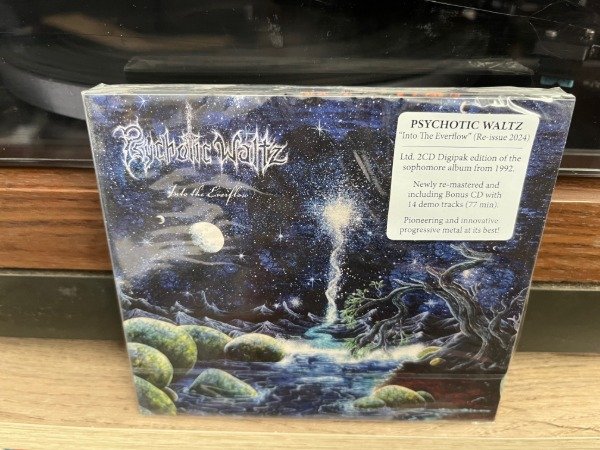 Psychotic Waltz
Into the Everflow
PSYCHOTIC WALTZ
"Into The Everflow" (Re-issue 2024)
Ltd. 2CD Digipak edition of the
sophomore album from 1992.
Newly re-mastered and
including Bonus CD with
14 demo tracks (77 min).
Pioneering and innovative
progressive metal at its best!